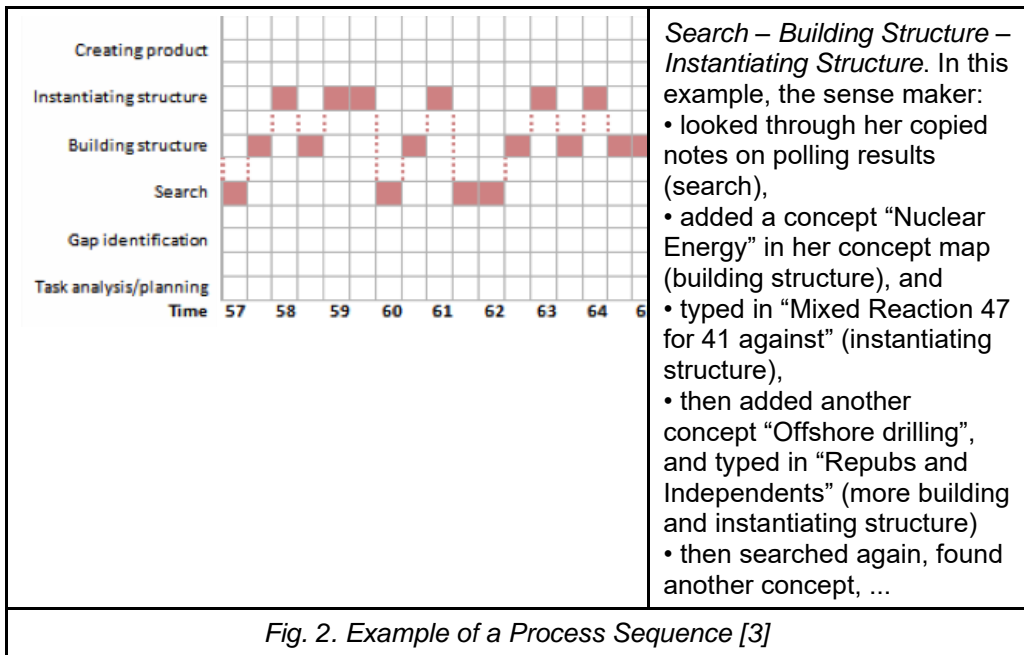 Creating product
Instantiating structure
Building structure
Search
Gap identification
Task analysis/planning
Time 57 58 59 60 61 62 63 64 6
Search – Building Structure –
Instantiating Structure. In this
example, the sense maker:
• looked through her copied
notes on polling results
(search),
• added a concept “Nuclear
Energy” in her concept map
(building structure), and
• typed in “Mixed Reaction 47
for 41 against” (instantiating
structure),
• then added another
concept “Offshore drilling”,
and typed in “Repubs and
Independents” (more building
and instantiating structure)
• then searched again, found
another concept, ...
Fig. 2. Example of a Process Sequence [3]